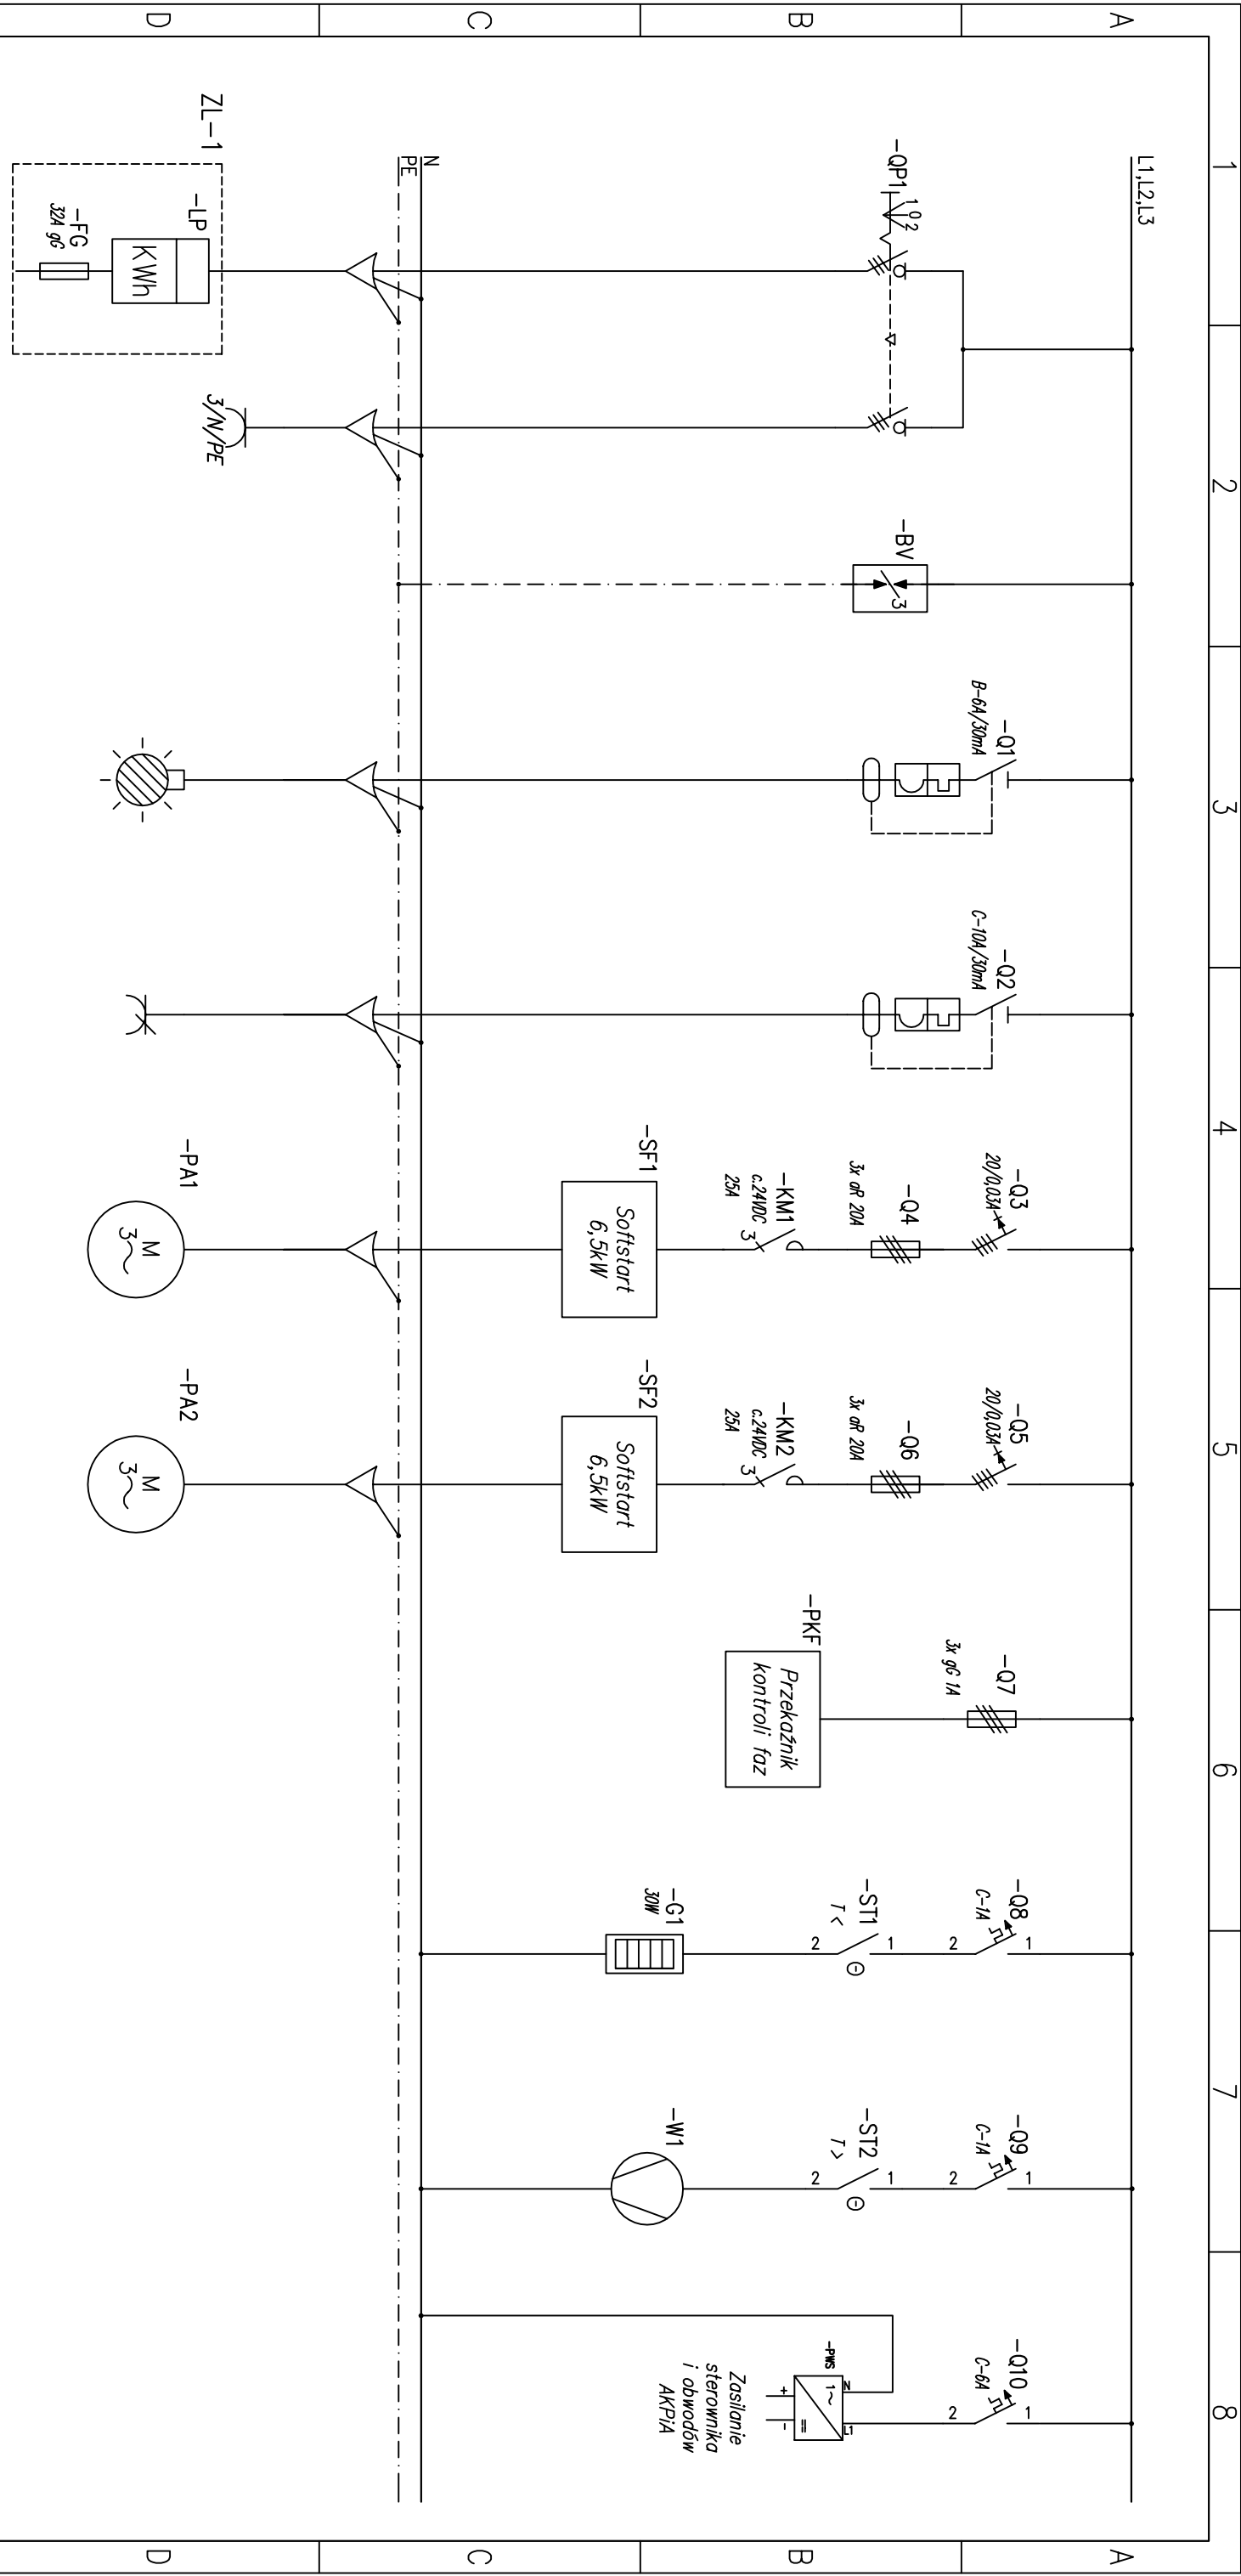 1
2
3
4
5
6
7
8
A
B
C
D
A
B
C
D
L1,L2,L3
N
PE
-QP1
1 0 2
ZL-1
-LP
KWh
-FG
32A gG
3/N/PE
-BV
3
-Q1
B-6A/30mA
-Q2
C-10A/30mA
-Q3
20/0,03A
-Q4
3x aR 20A
-KM1
c.24VDC
25A
3
-SF1
Softstart
6,5kW
-PA1
M
3~
-Q5
20/0,03A
-Q6
3x aR 20A
-KM2
c.24VDC
25A
3
-SF2
Softstart
6,5kW
-PA2
M
3~
-Q7
3x gG 1A
-PKF
Przekaźnik
kontroli faz
-Q8
C-1A
1
2
-ST1
T <
1
2
-G1
30W
-Q9
C-1A
1
2
-ST2
T >
1
2
-W1
-Q10
C-6A
1
2
-PWS
N
L1
1~
=
+
-
Zasilanie
sterownika
i obwodów
AKPiA